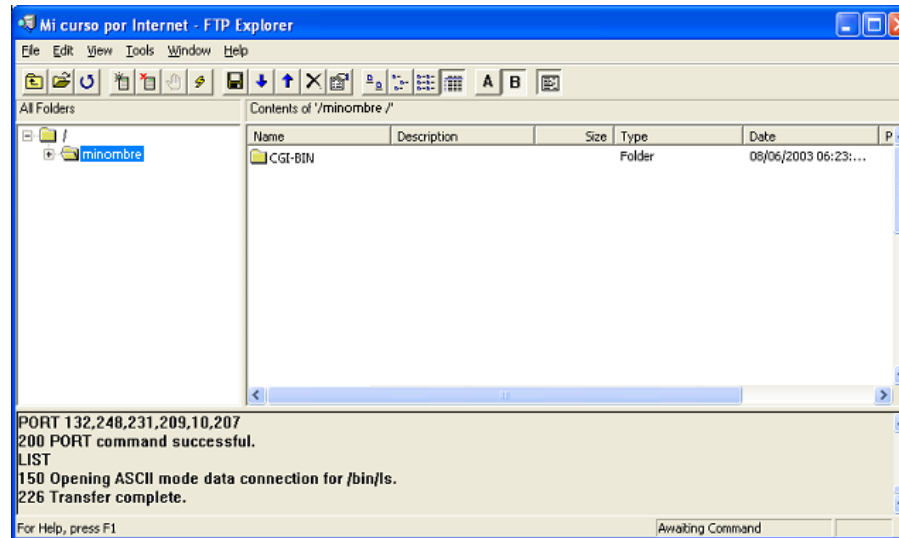 Mi curso por Internet - FTP Explorer
File Edit View Tools Window Help
A B
All Folders
Contents of '/minombre /'
/
minombre
Name Description Size Type Date P
CGI-BIN Folder 08/06/2003 06:23:...
PORT 132,248,231,209,10,207
200 PORT command successful.
LIST
150 Opening ASCII mode data connection for /bin/ls.
226 Transfer complete.
For Help, press F1
Awaiting Command